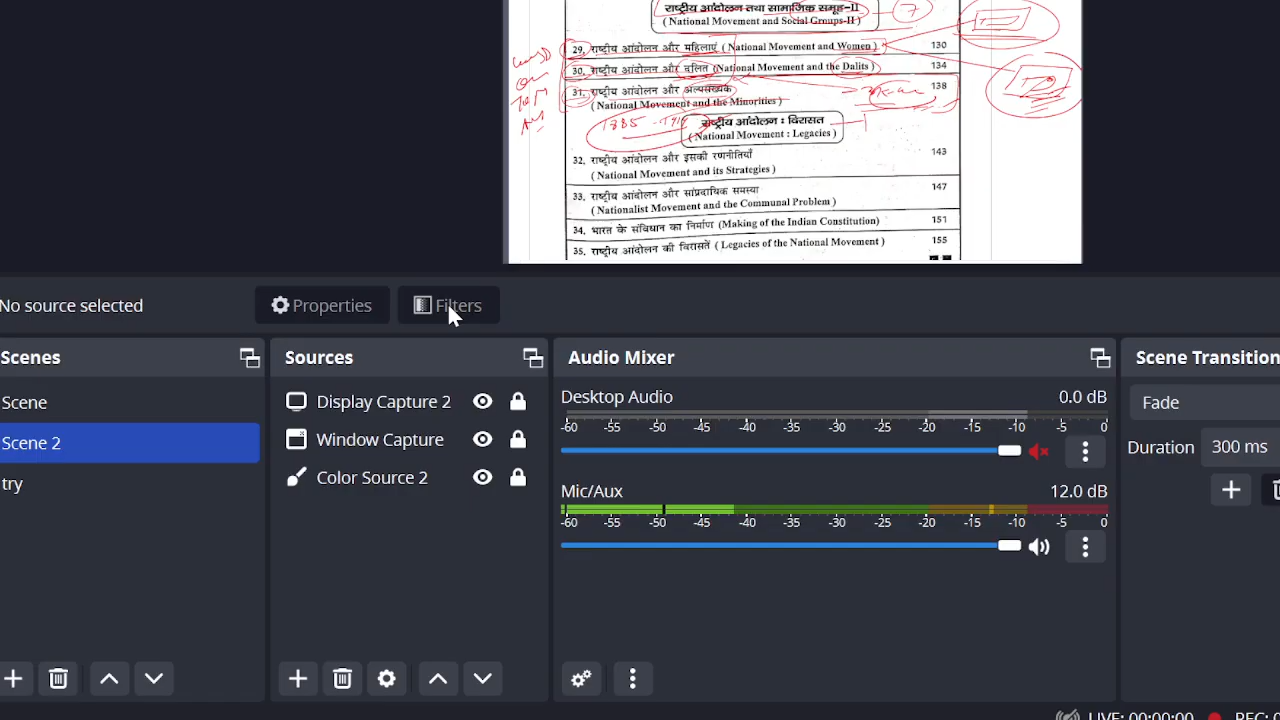 राष्ट्रीय आंदोलन तथा सामाजिक समूह-II
( National Movement and Social Groups-II )
29. राष्ट्रीय आंदोलन और महिलाएं ( National Movement and Women ) 130
30. राष्ट्रीय आंदोलन और दलित (National Movement and the Dalits ) 134
31. राष्ट्रीय आंदोलन और अल्पसंख्यक 138
( National Movement and the Minorities )
राष्ट्रीय आंदोलन : विरासत
( National Movement : Legacies )
32. राष्ट्रीय आंदोलन और इसकी रणनीतियाँ 143
( National Movement and its Strategies )
33. राष्ट्रीय आंदोलन और सांप्रदायिक समस्या 147
( Nationalist Movement and the Communal Problem )
34. भारत के संविधान का निर्माण (Making of the Indian Constitution) 151
35. राष्ट्रीय आंदोलन की विरासतें ( Legacies of the National Movement ) 155
No source selected Properties Filters
Scenes Sources Audio Mixer Scene Transition
Scene Display Capture 2 Desktop Audio 0.0 dB Fade
-60 -55 -50 -45 -40 -35 -30 -25 -20 -15 -10 -5 0
Scene 2 Window Capture Duration 300 ms
try Color Source 2 Mic/Aux 12.0 dB
-60 -55 -50 -45 -40 -35 -30 -25 -20 -15 -10 -5 0
LIVE: 00:00:00 REC: